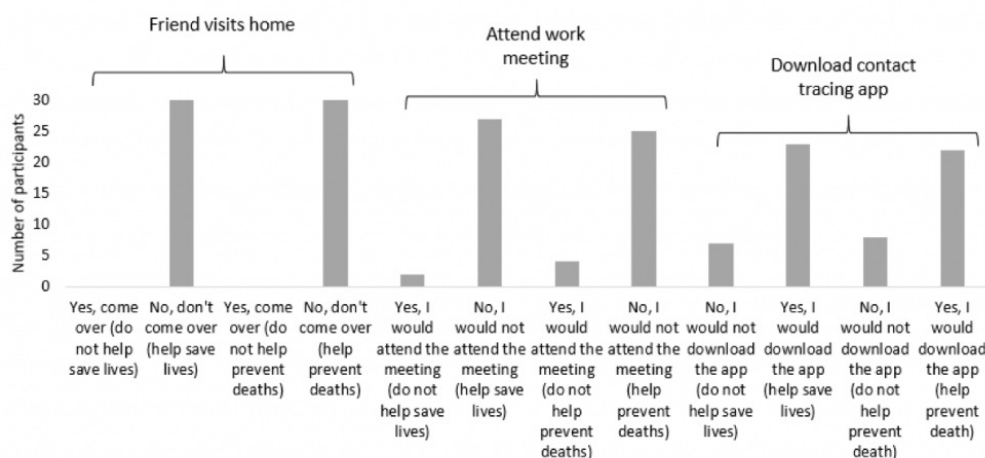 Friend visits home
Attend work
meeting
Download contact
tracing app
Number of participants
30
25
20
15
10
5
0
Yes, come
over (do
not help
save lives)
No, don't
come over
(help save
lives)
Yes, come
over (do
not help
prevent
deaths)
No, don't
come over
(help
prevent
deaths)
Yes, I
would
attend the
meeting
(do not
help save
lives)
No, I
would not
attend the
meeting
(help save
lives)
Yes, I
would
attend the
meeting
(do not
help
prevent
deaths)
No, I
would not
attend the
meeting
(help
prevent
deaths)
No, I
would not
download
the app (do
not help
save lives)
Yes, I
would
download
the app
(help save
lives)
No, I
would not
download
the app (do
not help
prevent
death)
Yes, I
would
download
the app
(help
prevent
death)